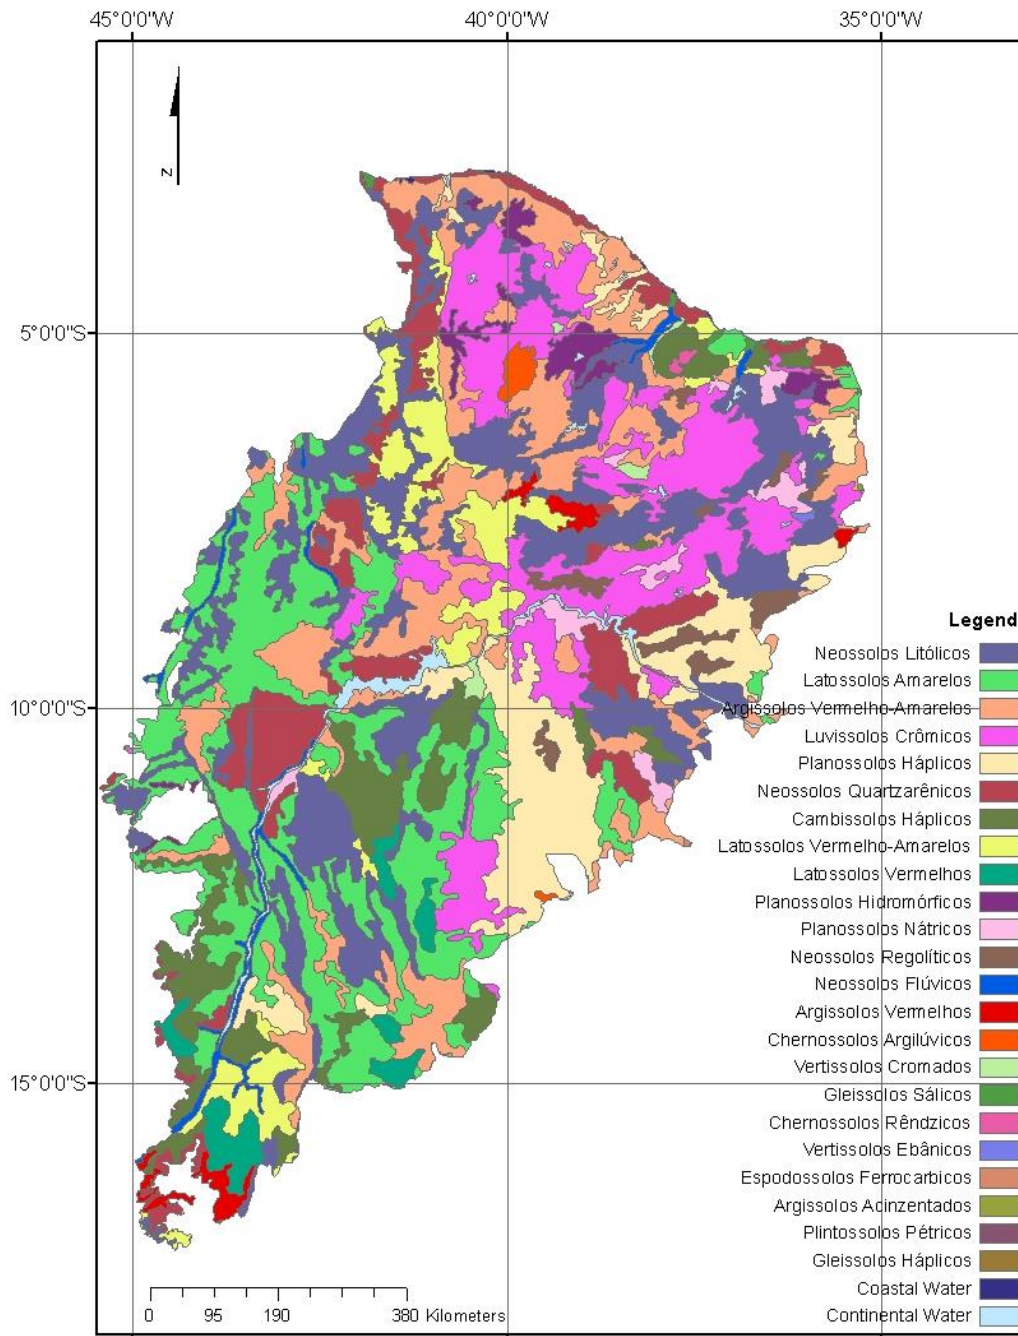 45°0'0"W 40°0'0"W 35°0'0"W
z
5°0'0"S
10°0'0"S
15°0'0"S
Legend
Neossolos Litólicos
Latossolos Amarelos
Argissolos Vermelho-Amarelos
Luvissolos Crômicos
Planossolos Háplicos
Neossolos Quartzarênicos
Cambissolos Háplicos
Latossolos Vermelho-Amarelos
Latossolos Vermelhos
Planossolos Hidromórficos
Planossolos Nátricos
Neossolos Regolíticos
Neossolos Flúvicos
Argissolos Vermelhos
Chernossolos Argilúvicos
Vertissolos Cromados
Gleissolos Sálicos
Chernossolos Rêndzicos
Vertissolos Ebânicos
Espodossolos Ferrocarbicos
Argissolos Acinzentados
Plintossolos Pétricos
Gleissolos Háplicos
Coastal Water
Continental Water
0 95 190 380 Kilometers